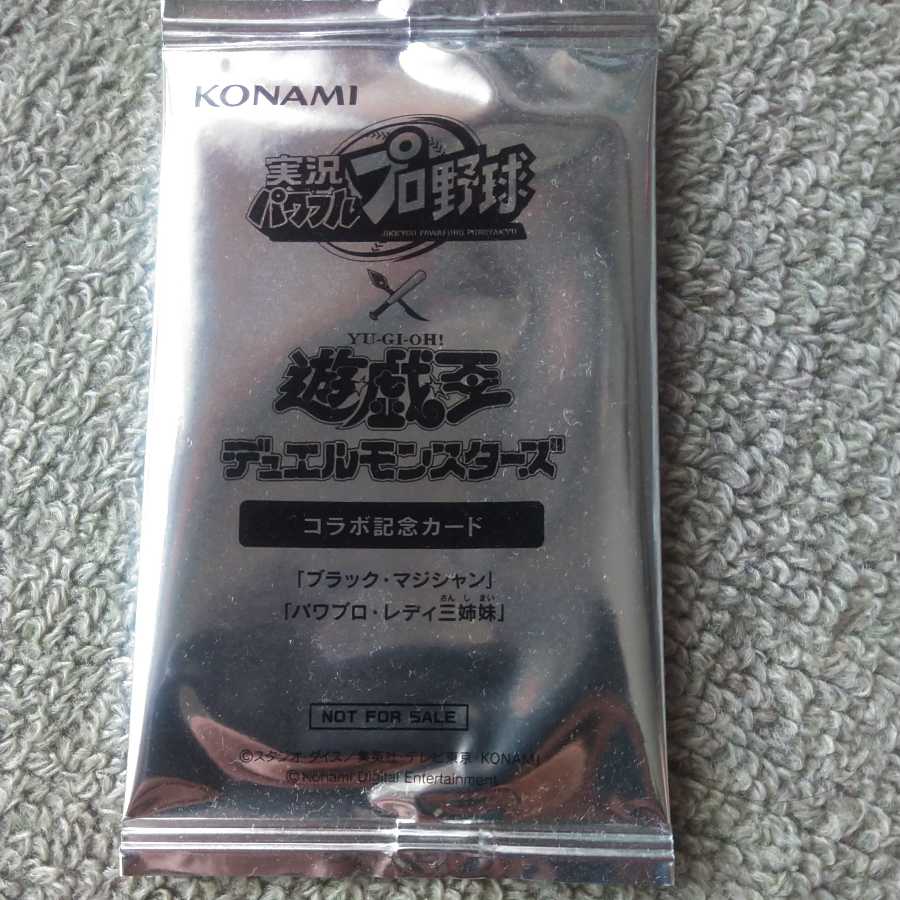 KONAMI
実況
パワフルプロ野球
JIKKYOU PAWAFURU PUROYAKYU
YU-GI-OH!
遊☆戯☆王
デュエルモンスターズ
コラボ記念カード
「ブラック・マジシャン」
さんしまい
「パワプロ・レディ三姉妹」
NOT FOR SALE
©スタジオ・ダイス／集英社・テレビ東京・KONAMI
©Konami Digital Entertainment